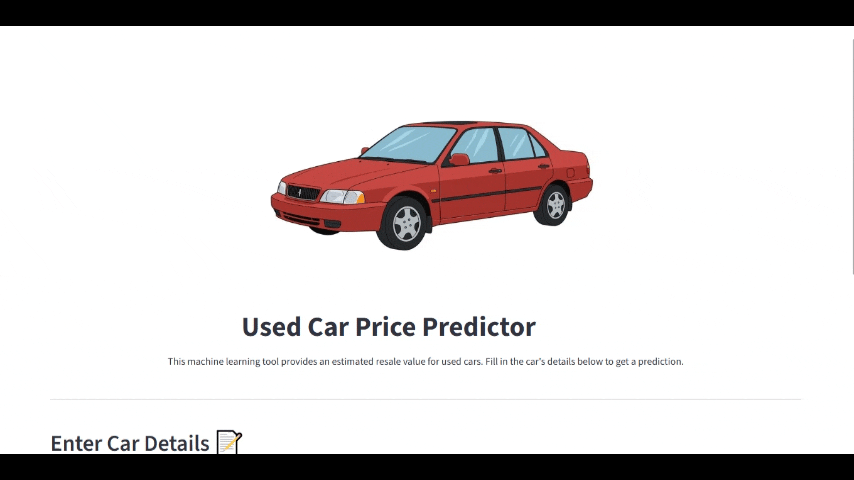 Used Car Price Predictor
This machine learning tool provides an estimated resale value for used cars. Fill in the car's details below to get a prediction.
Enter Car Details 📝